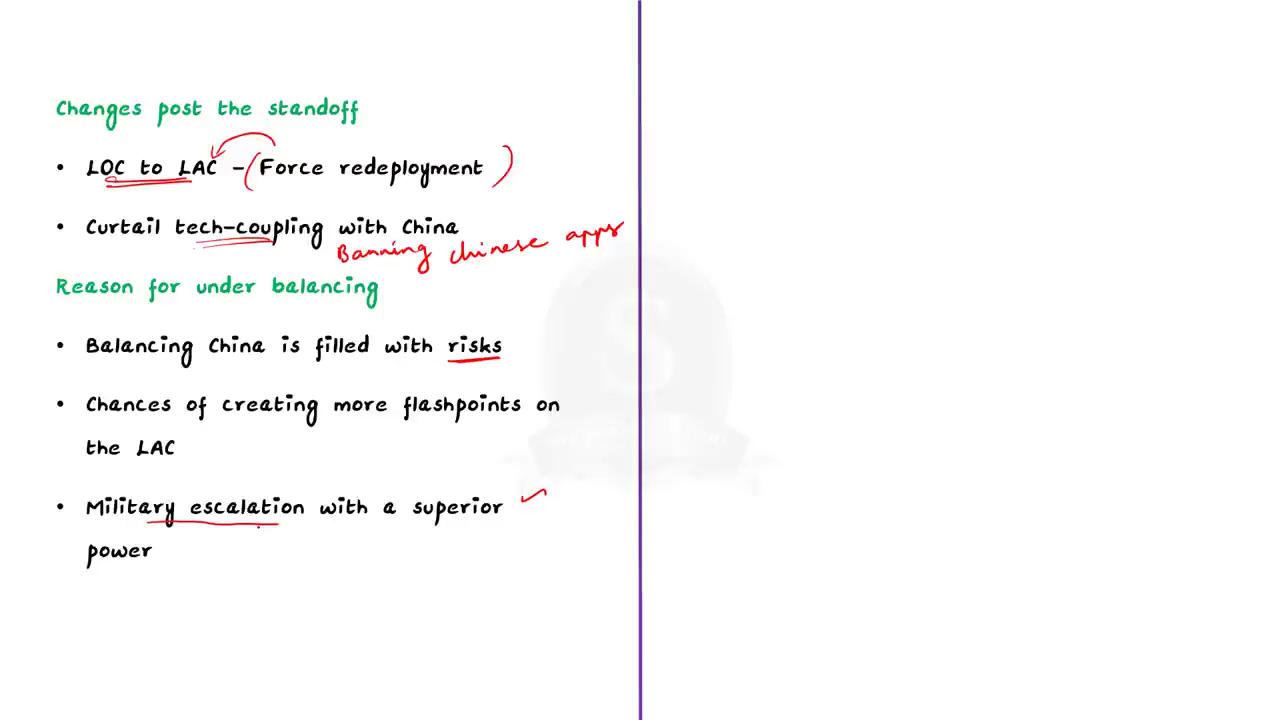 Changes post the standoff
• LOC to LAC - (Force redeployment)
• Curtail tech-coupling with China
Banning chinese apps
Reason for under balancing
• Balancing China is filled with risks
• Chances of creating more flashpoints on
the LAC
• Military escalation with a superior
power